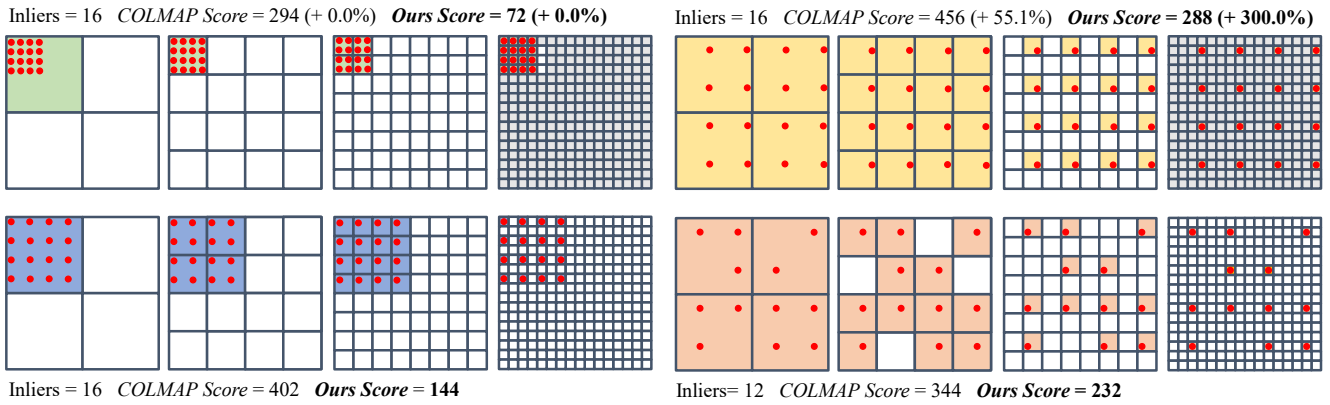 Inliers = 16 COLMAP Score = 294 (+ 0.0%) Ours Score = 72 (+ 0.0%)
Inliers = 16 COLMAP Score = 456 (+ 55.1%) Ours Score = 288 (+ 300.0%)
Inliers = 16 COLMAP Score = 402 Ours Score = 144
Inliers= 12 COLMAP Score = 344 Ours Score = 232